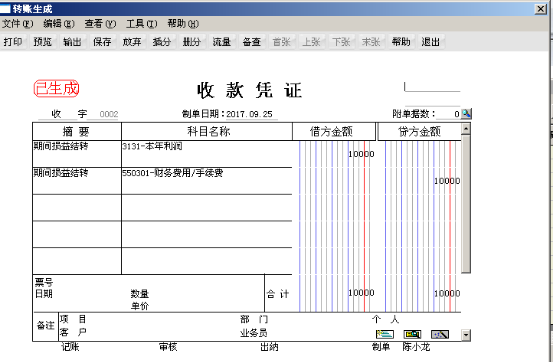 转账生成
文件(F) 编辑(E) 查看(V) 工具(T) 帮助(H)
打印 预览 输出 保存 放弃 插分 删分 流量 备查 首张 上张 下张 末张 帮助 退出
已生成 收款凭证
收 字 0002 制单日期:2017.09.25 附单据数: 0
摘要 科目名称 借方金额 贷方金额
期间损益结转 3131-本年利润 10000
期间损益结转 550301-财务费用/手续费 10000
票号
日期 数量 合计 10000 10000
单价
备注 项目 部门 个人
客户 业务员
记账 审核 出纳 制单 陈小龙